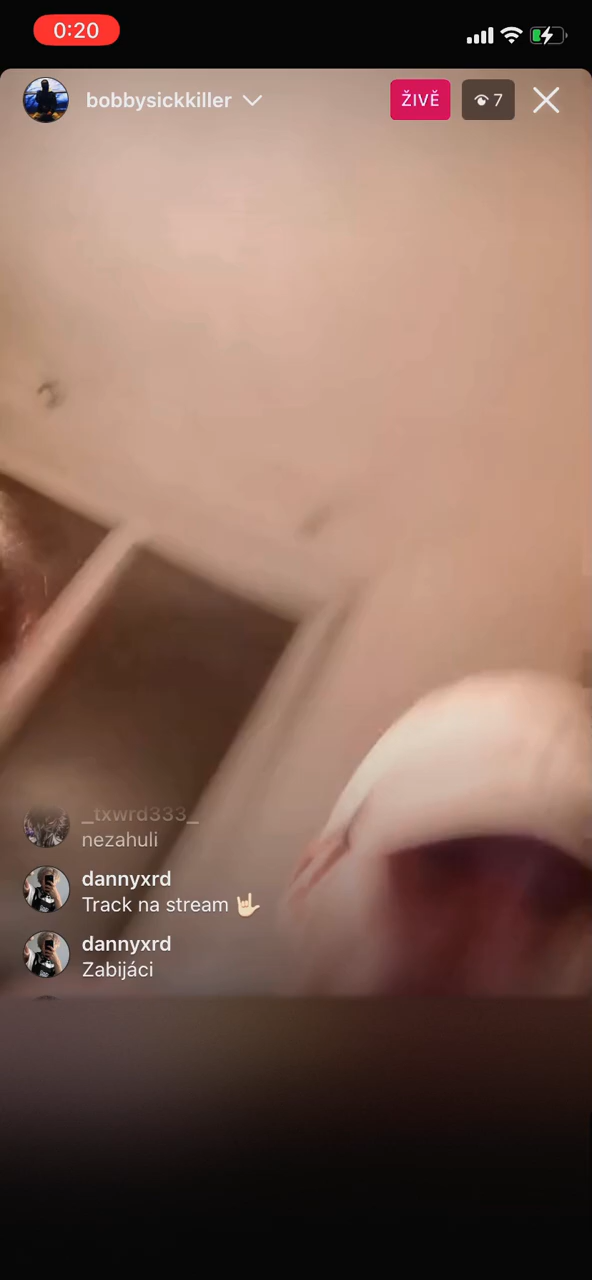 0:20
bobbysickkiller
ŽIVĚ
7
_txwrd333_
nezahuli
dannyxrd
Track na stream 🤟🏻
dannyxrd
Zabijáci